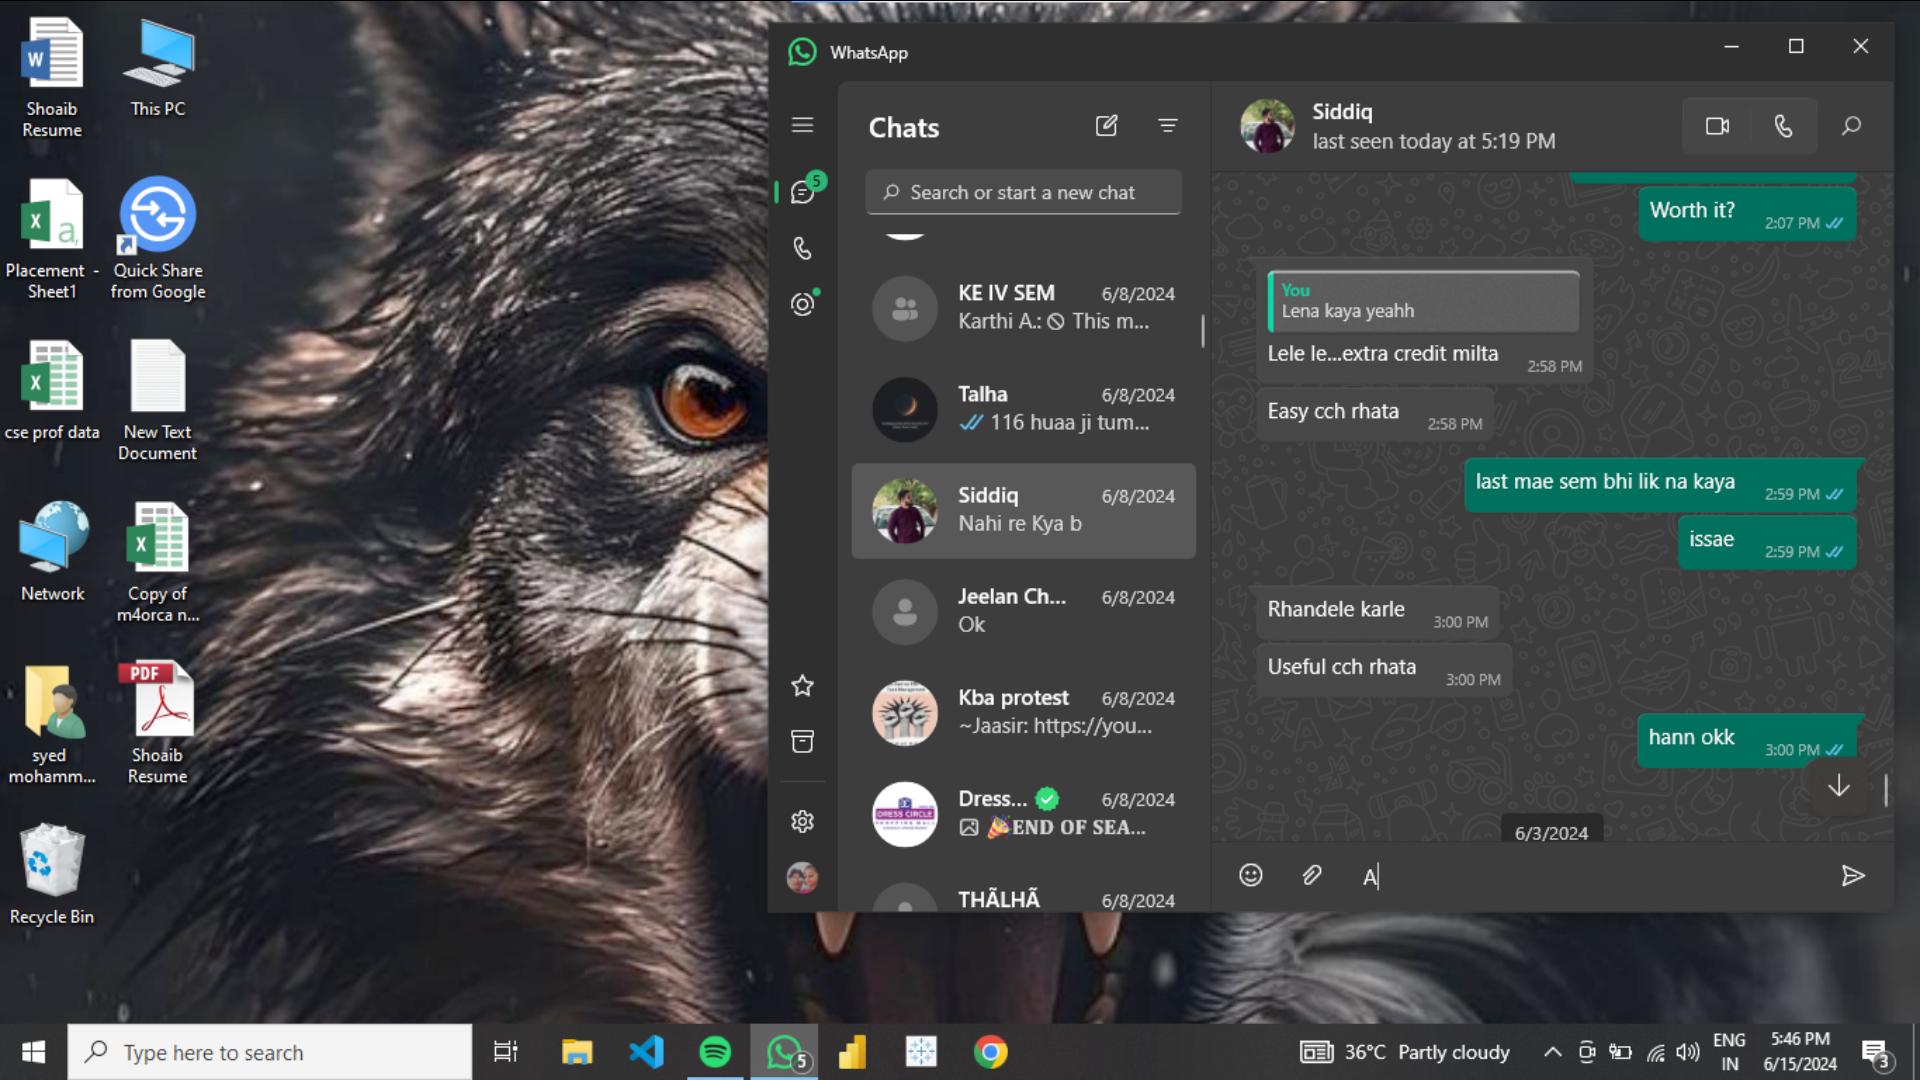 Shoaib
Resume
This PC
Placement -
Sheet1
Quick Share
from Google
cse prof data
New Text
Document
Network
Copy of
m4orca n...
syed
mohamm...
PDF
Shoaib
Resume
Recycle Bin
WhatsApp
Chats
5
Search or start a new chat
KE IV SEM 6/8/2024
Karthi A.: This m...
Talha 6/8/2024
116 huaa ji tum...
Siddiq 6/8/2024
Nahi re Kya b
Jeelan Ch... 6/8/2024
Ok
Kba protest 6/8/2024
~Jaasir: https://you...
Dress... 6/8/2024
🎉END OF SEA...
DRESS CIRCLE
THÃLHÃ 6/8/2024
Siddiq
last seen today at 5:19 PM
Worth it? 2:07 PM
You
Lena kaya yeahh
Lele le...extra credit milta 2:58 PM
Easy cch rhata 2:58 PM
last mae sem bhi lik na kaya 2:59 PM
issae 2:59 PM
Rhandele karle 3:00 PM
Useful cch rhata 3:00 PM
hann okk 3:00 PM
6/3/2024
A
Type here to search
5
36°C Partly cloudy
ENG
IN
5:46 PM
6/15/2024
3